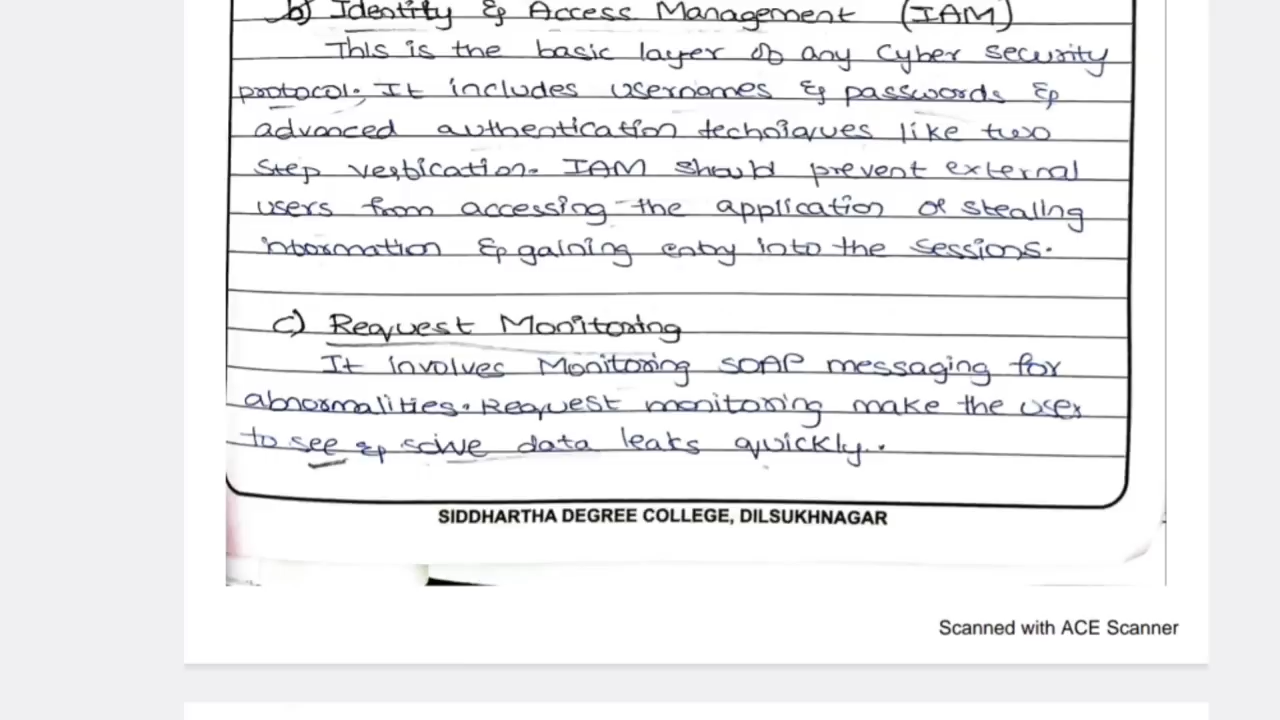 b) Identity & Access Management (IAM)
This is the basic layer of any cyber security
protocol. It includes usernames & passwords &
advanced authentication techniques like two
step verification. IAM should prevent external
users from accessing the application or stealing
information & gaining entry into the sessions.
c) Request Monitoring
It involves Monitoring SOAP messaging for
abnormalities. Request monitoring make the user
to see & solve data leaks quickly.
SIDDHARTHA DEGREE COLLEGE, DILSUKHNAGAR
Scanned with ACE Scanner